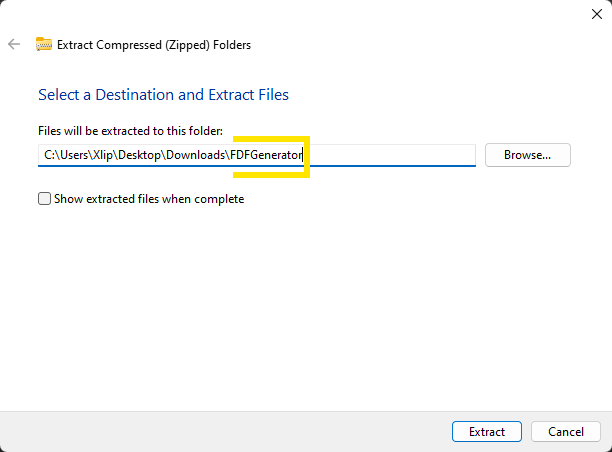 Extract Compressed (Zipped) Folders
Select a Destination and Extract Files
Files will be extracted to this folder:
C:\Users\Xlip\Desktop\Downloads\FDFGenerator
Browse...
Show extracted files when complete
Extract
Cancel